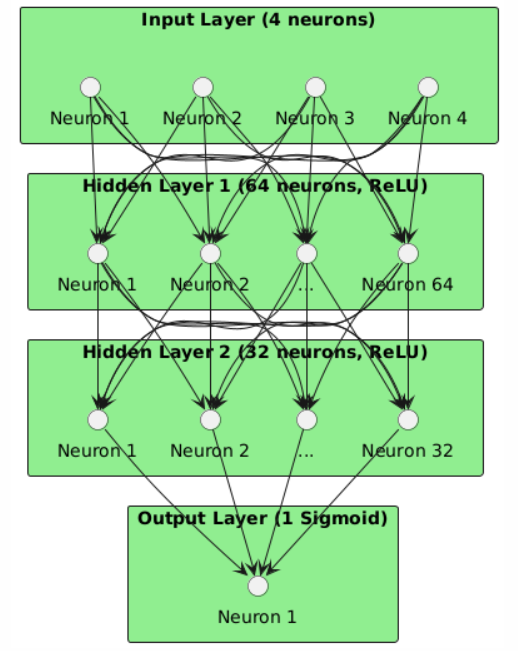 Input Layer (4 neurons)
Neuron 1 Neuron 2 Neuron 3 Neuron 4
Hidden Layer 1 (64 neurons, ReLU)
Neuron 1 Neuron 2 ... Neuron 64
Hidden Layer 2 (32 neurons, ReLU)
Neuron 1 Neuron 2 ... Neuron 32
Output Layer (1 Sigmoid)
Neuron 1